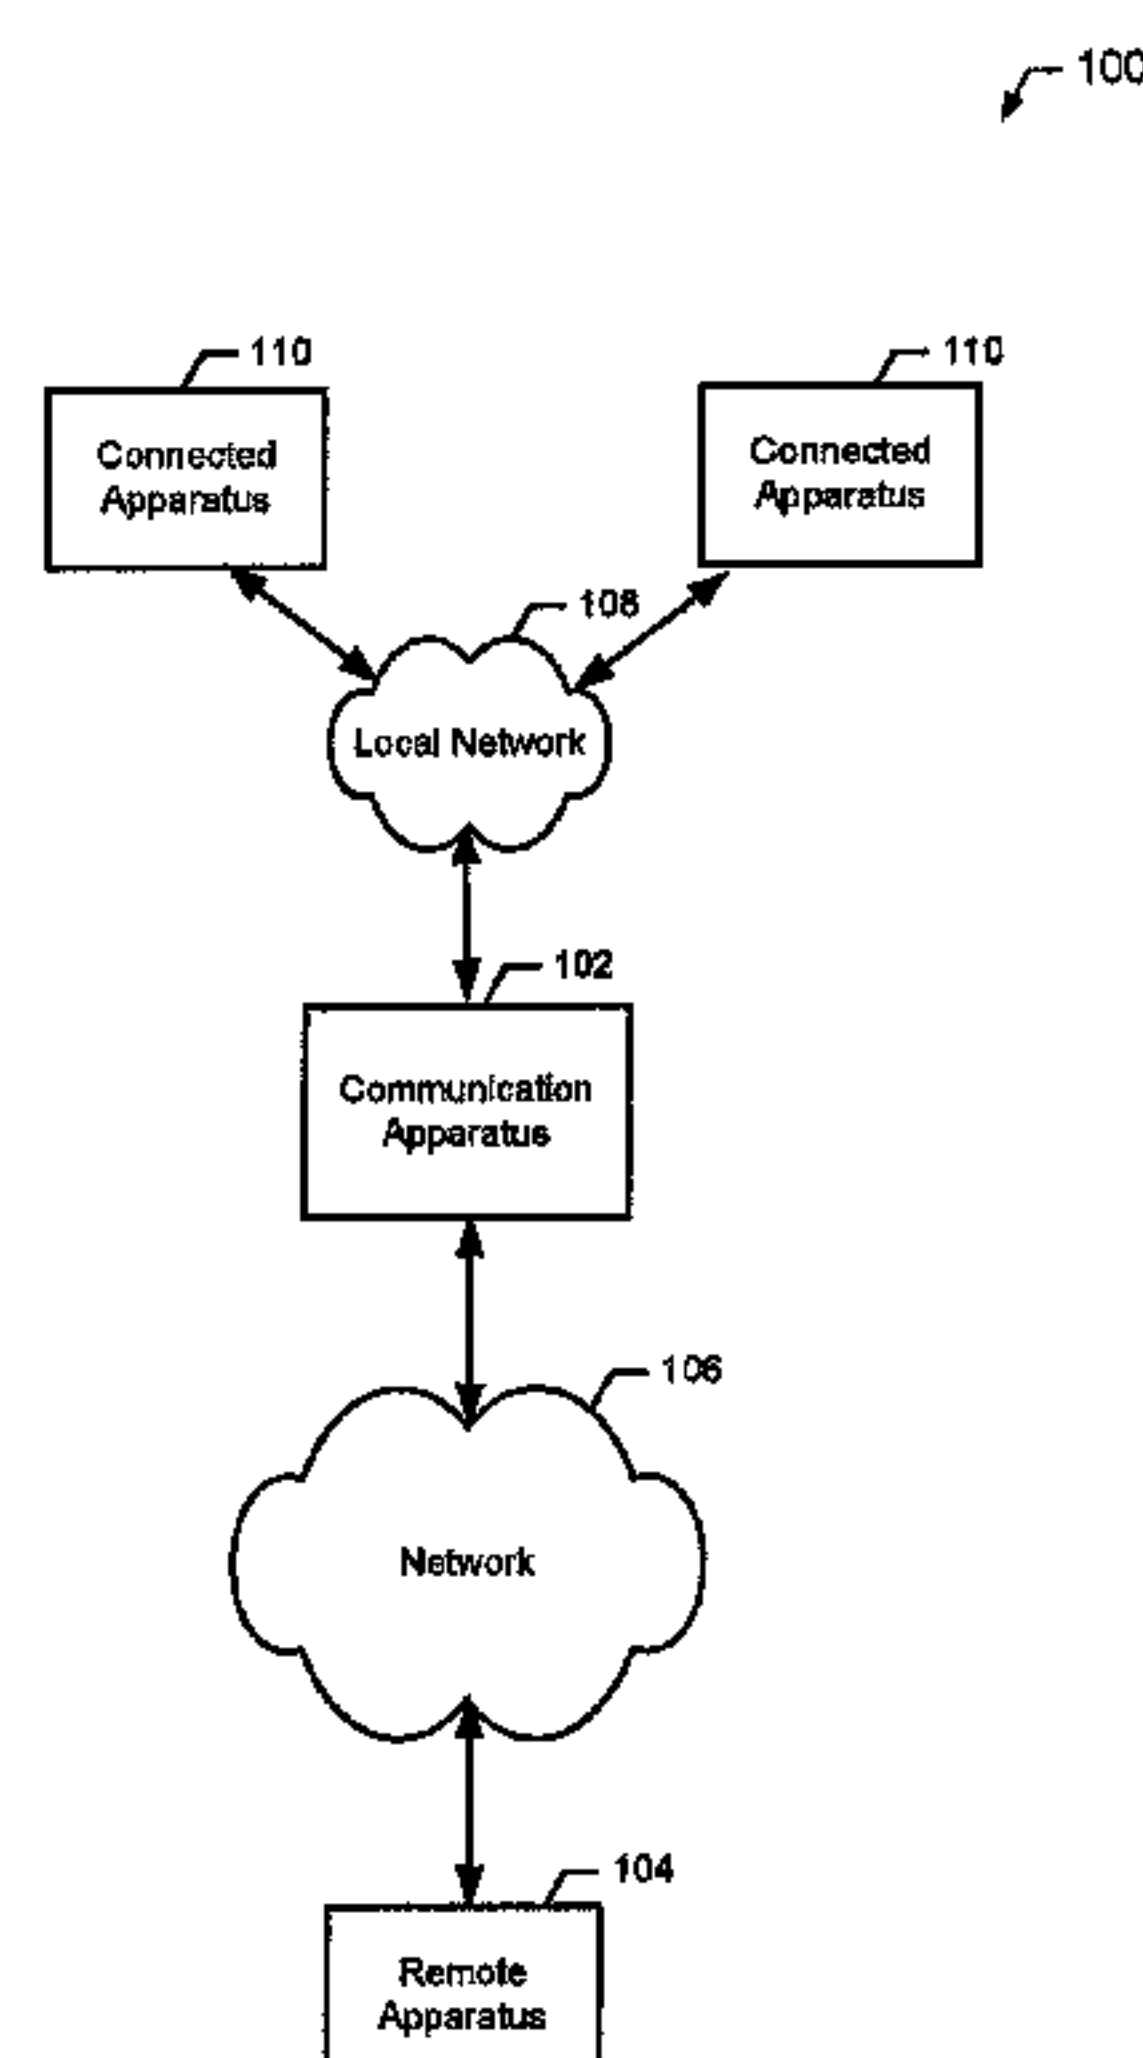 100
110
110
Connected
Apparatus
Connected
Apparatus
108
Local Network
102
Communication
Apparatus
106
Network
104
Remote
Apparatus